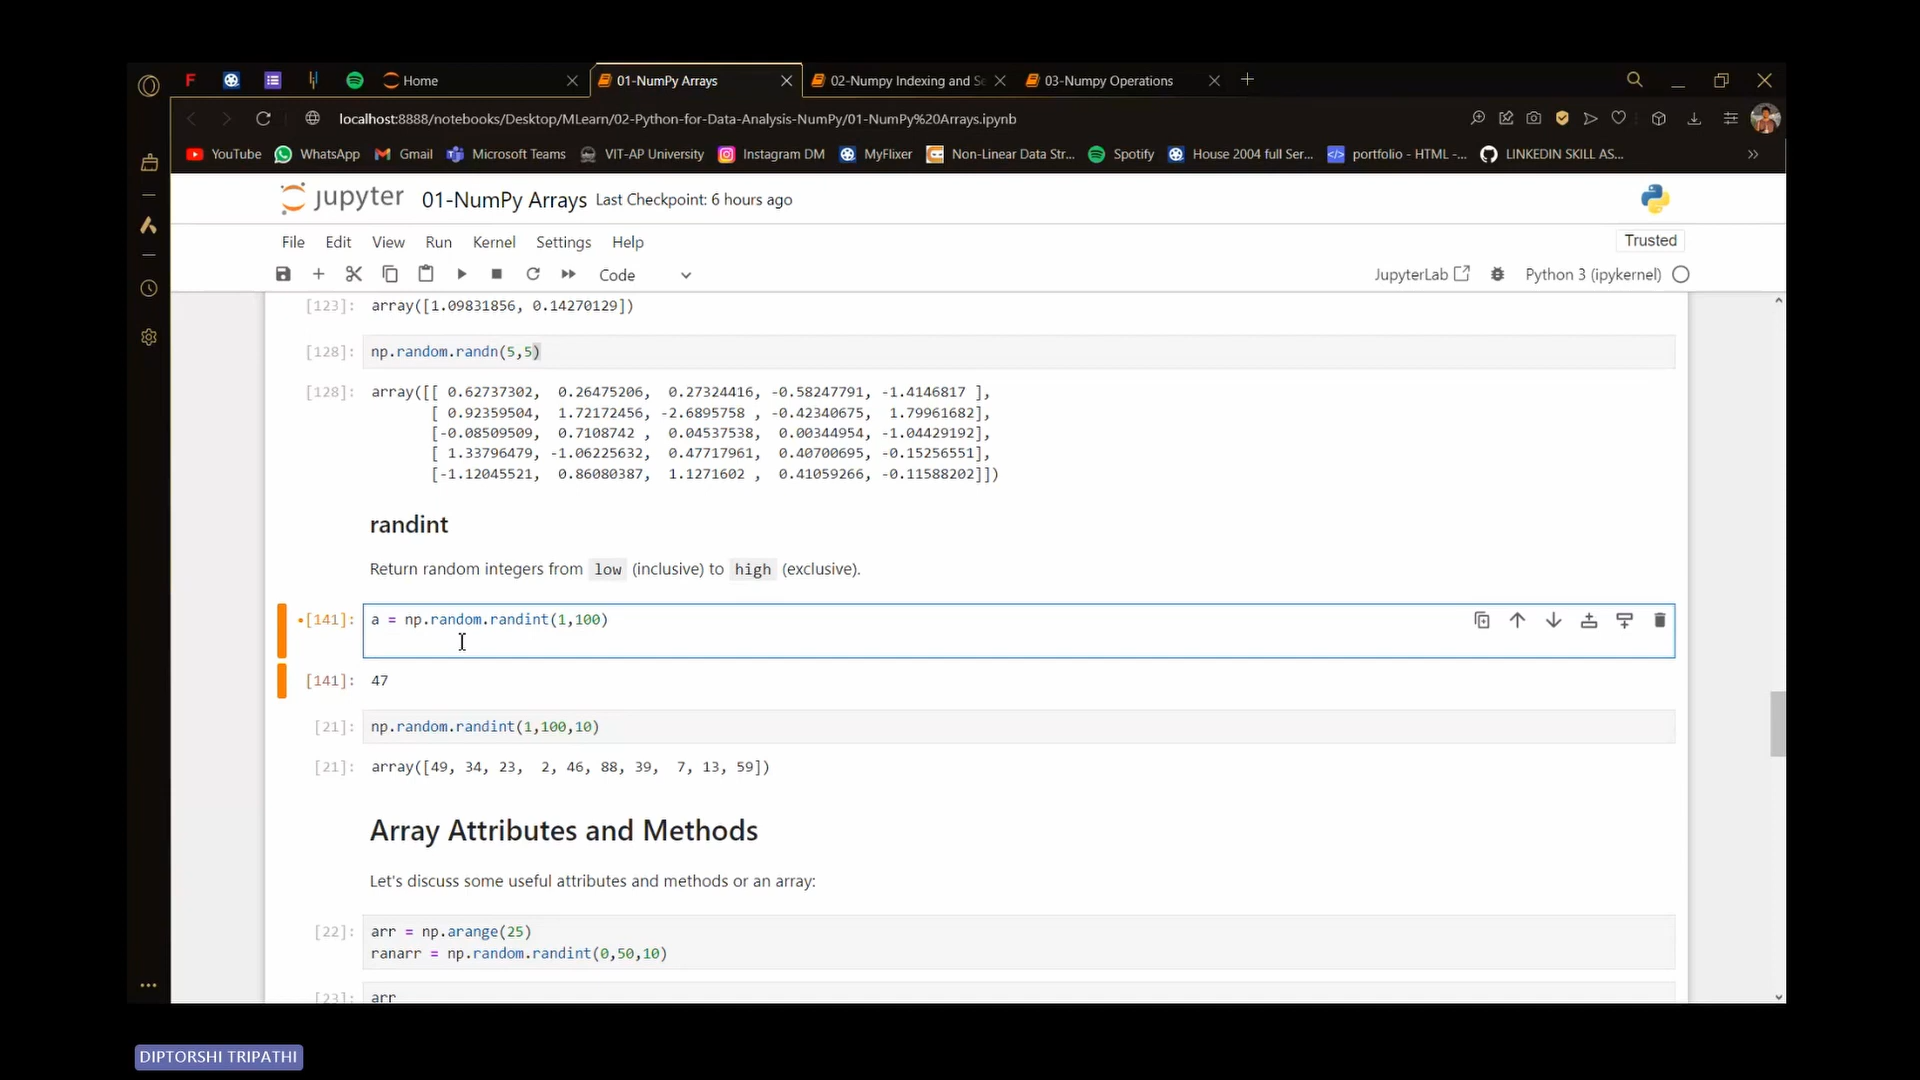 F Home 01-NumPy Arrays 02-Numpy Indexing and Se 03-Numpy Operations
localhost:8888/notebooks/Desktop/MLearn/02-Python-for-Data-Analysis-NumPy/01-NumPy%20Arrays.ipynb
YouTube WhatsApp Gmail Microsoft Teams VIT-AP University Instagram DM MyFlixer Non-Linear Data Str... Spotify House 2004 full Ser... portfolio - HTML -... LINKEDIN SKILL AS...
jupyter 01-NumPy Arrays Last Checkpoint: 6 hours ago
File Edit View Run Kernel Settings Help Trusted
Code JupyterLab Python 3 (ipykernel)
[123]: array([1.09831856, 0.14270129])
[128]: np.random.randn(5,5)
[128]: array([[ 0.62737302, 0.26475206, 0.27324416, -0.58247791, -1.4146817 ],
[ 0.92359504, 1.72172456, -2.6895758 , -0.42340675, 1.79961682],
[-0.08509509, 0.7108742 , 0.04537538, 0.00344954, -1.04429192],
[ 1.33796479, -1.06225632, 0.47717961, 0.40700695, -0.15256551],
[-1.12045521, 0.86080387, 1.1271602 , 0.41059266, -0.11588202]])
randint
Return random integers from low (inclusive) to high (exclusive).
•[141]: a = np.random.randint(1,100)
[141]: 47
[21]: np.random.randint(1,100,10)
[21]: array([49, 34, 23, 2, 46, 88, 39, 7, 13, 59])
Array Attributes and Methods
Let's discuss some useful attributes and methods or an array:
[22]: arr = np.arange(25)
ranarr = np.random.randint(0,50,10)
[23]: arr
DIPTORSHI TRIPATHI